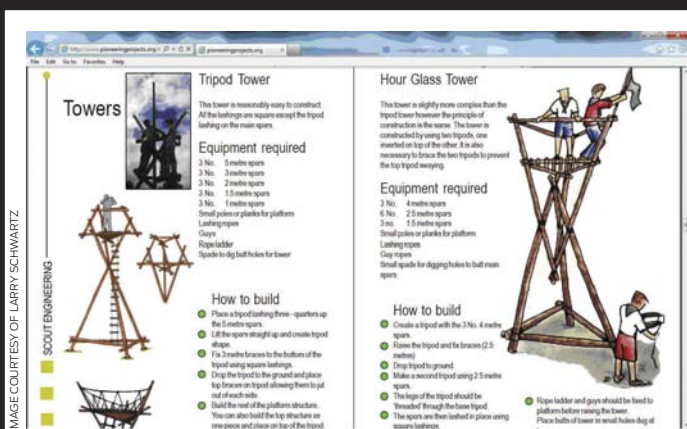 http://www.pioneeringprojects.org
pioneeringprojects.org
File Edit Go to Favorites Help
IMAGE COURTESY OF LARRY SCHWARTZ
SCOUT ENGINEERING
Towers
Tripod Tower
This tower is reasonably easy to construct.
All the lashings are square except the tripod
lashing on the main spars.
Equipment required
3 No. 5 metre spars
3 No. 3 metre spars
3 No. 2 metre spars
3 No. 1.5 metre spars
3 No. 1 metre spars
Small poles or planks for platform
Lashing ropes
Guys
Rope ladder
Spade to dig butt holes for tower
How to build
Place a tripod lashing three - quarters up
the 5 metre spars.
Lift the spars straight up and create tripod
shape.
Fix 3 metre braces to the bottom of the
tripod using square lashings.
Drop the tripod to the ground and place
top braces on tripod allowing them to jut
out of each side.
Build the rest of the platform structure.
You can also build the top structure as
one piece and place on top of the tripod.
Hour Glass Tower
This tower is slightly more complex than the
tripod tower however the principle of
construction is the same. The tower is
constructed by using two tripods, one
inverted on top of the other. It is also
necessary to brace the two tripods to prevent
the top tripod swaying.
Equipment required
3 No. 4 metre spars
6 No. 2.5 metre spars
3 no. 1.5 metre spars
Small poles or planks for platform
Lashing ropes
Guy ropes
Small spade for digging holes to butt main
spars.
How to build
Create a tripod with the 3 No. 4 metre
spars.
Raise the tripod and fix braces (2.5
metre)
Drop tripod to ground.
Make a second tripod using 2.5 metre
spars.
The legs of the tripod should be
'threaded' through the base tripod.
The spars are then lashed in place using
square lashings.
Rope ladder and guys should be fixed to
platform before raising the tower.
Place butts of tower in small holes dug at